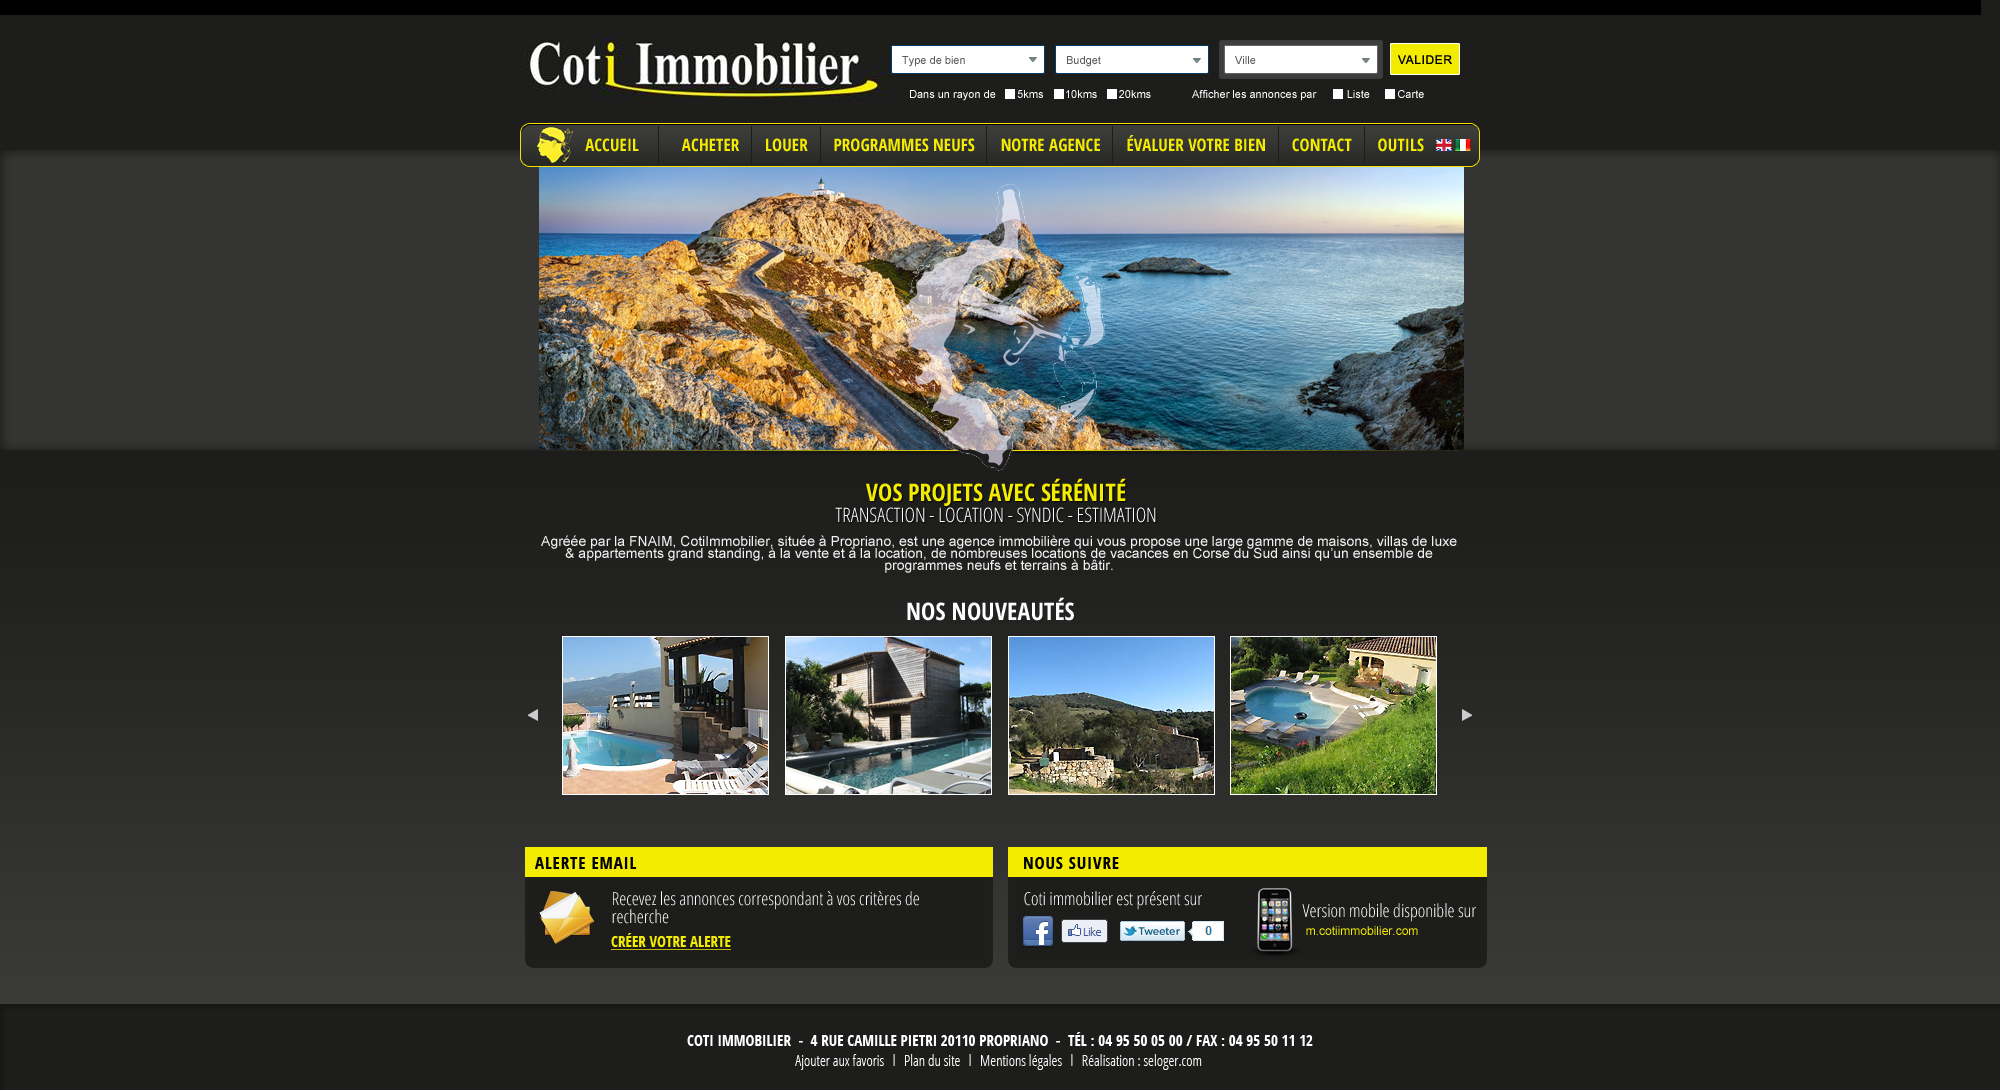 Coti Immobilier
Type de bien
Budget
Ville
VALIDER
Dans un rayon de 5kms 10kms 20kms
Afficher les annonces par Liste Carte
ACCUEIL
ACHETER
LOUER
PROGRAMMES NEUFS
NOTRE AGENCE
ÉVALUER VOTRE BIEN
CONTACT
OUTILS
VOS PROJETS AVEC SÉRÉNITÉ
TRANSACTION - LOCATION - SYNDIC - ESTIMATION
Agréée par la FNAIM, CotiImmobilier, située à Propriano, est une agence immobilière qui vous propose une large gamme de maisons, villas de luxe
& appartements grand standing, à la vente et à la location, de nombreuses locations de vacances en Corse du Sud ainsi qu'un ensemble de
programmes neufs et terrains à bâtir.
NOS NOUVEAUTÉS
ALERTE EMAIL
Recevez les annonces correspondant à vos critères de
recherche
CRÉER VOTRE ALERTE
NOUS SUIVRE
Coti immobilier est présent sur
f
Like
Tweeter
0
Version mobile disponible sur
m.cotiimmobilier.com
COTI IMMOBILIER - 4 RUE CAMILLE PIETRI 20110 PROPRIANO - TÉL : 04 95 50 05 00 / FAX : 04 95 50 11 12
Ajouter aux favoris | Plan du site | Mentions légales | Réalisation : seloger.com